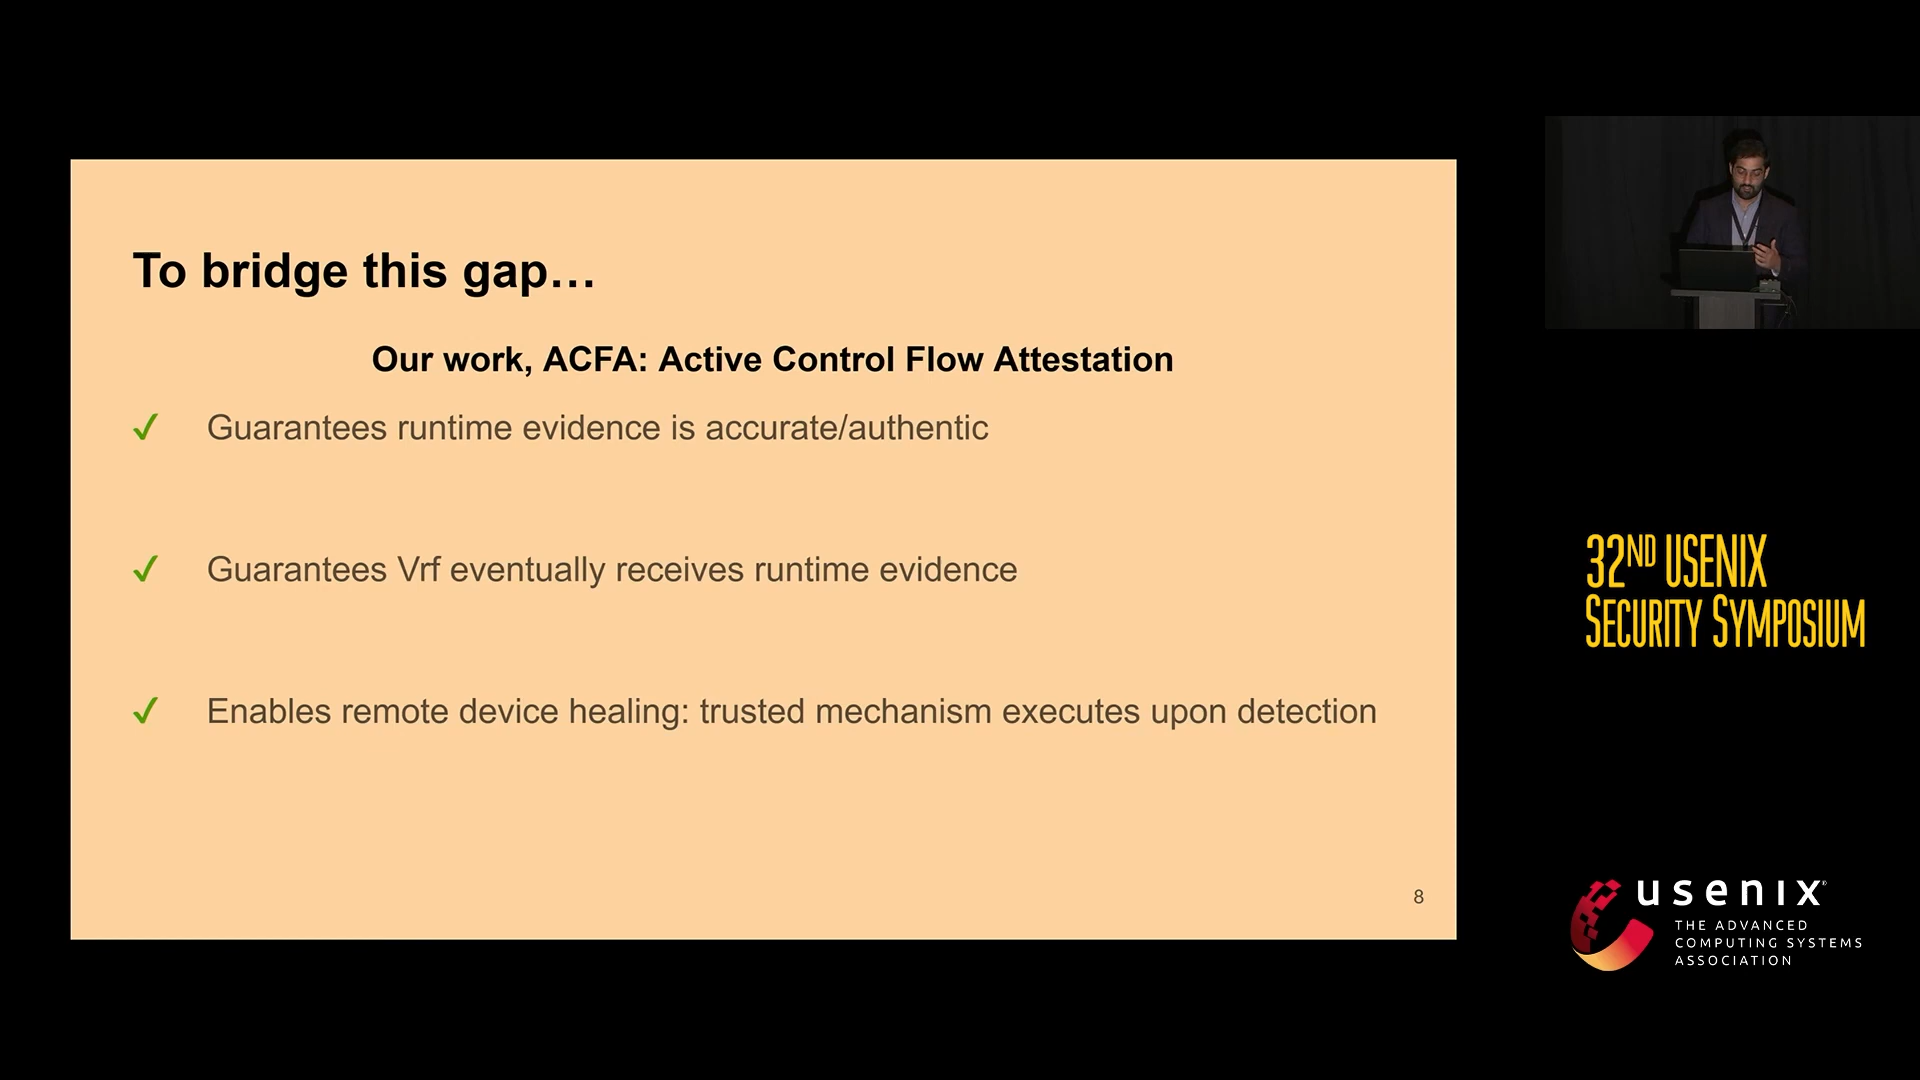 To bridge this gap…
Our work, ACFA: Active Control Flow Attestation
✓ Guarantees runtime evidence is accurate/authentic
✓ Guarantees Vrf eventually receives runtime evidence
✓ Enables remote device healing: trusted mechanism executes upon detection
8
32ND USENIX
SECURITY SYMPOSIUM
usenix®
THE ADVANCED
COMPUTING SYSTEMS
ASSOCIATION